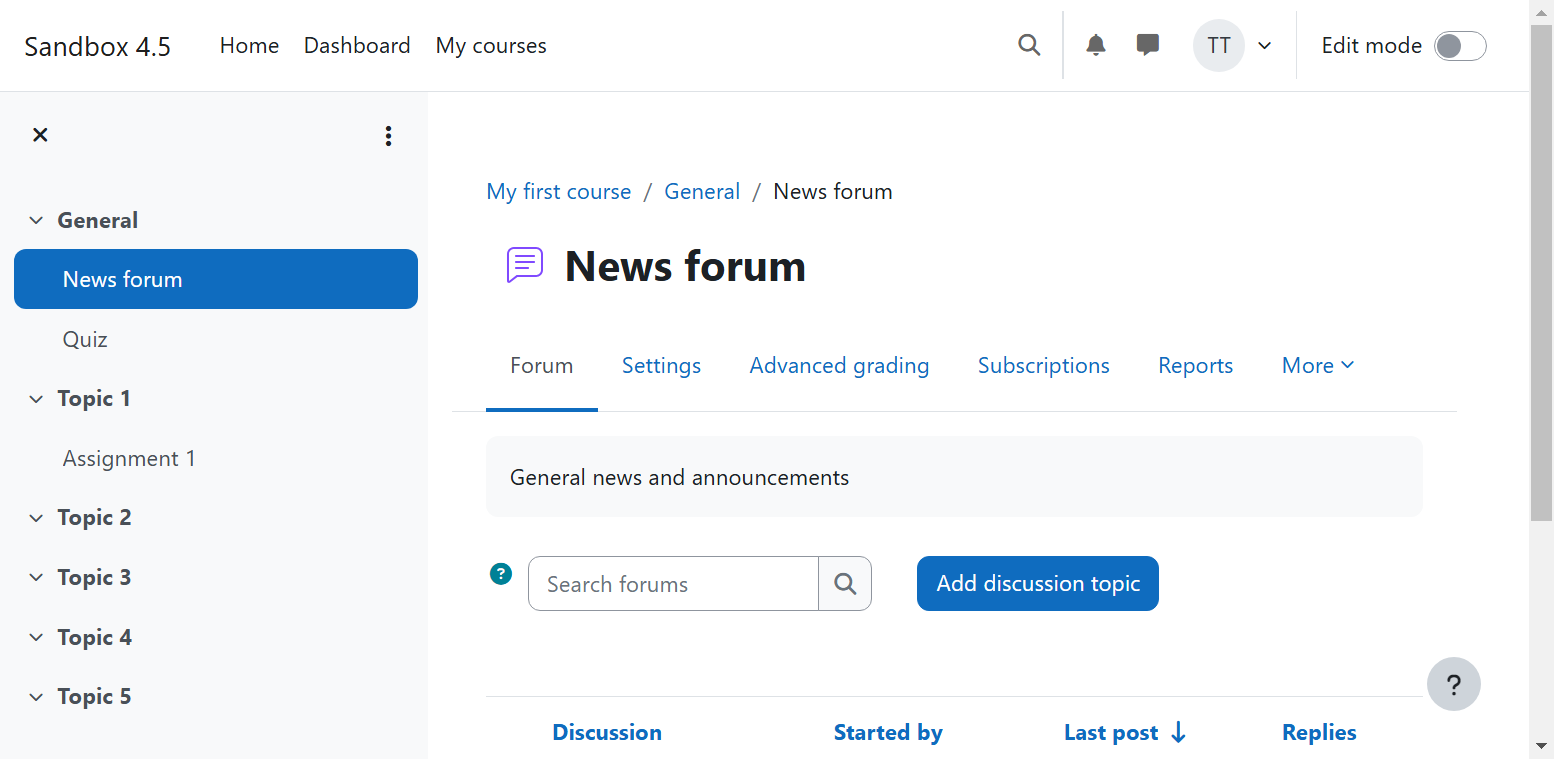 Sandbox 4.5 Home Dashboard My courses TT Edit mode
General
News forum
Quiz
Topic 1
Assignment 1
Topic 2
Topic 3
Topic 4
Topic 5
My first course / General / News forum
News forum
Forum Settings Advanced grading Subscriptions Reports More
General news and announcements
? Search forums Add discussion topic
?
Discussion Started by Last post Replies